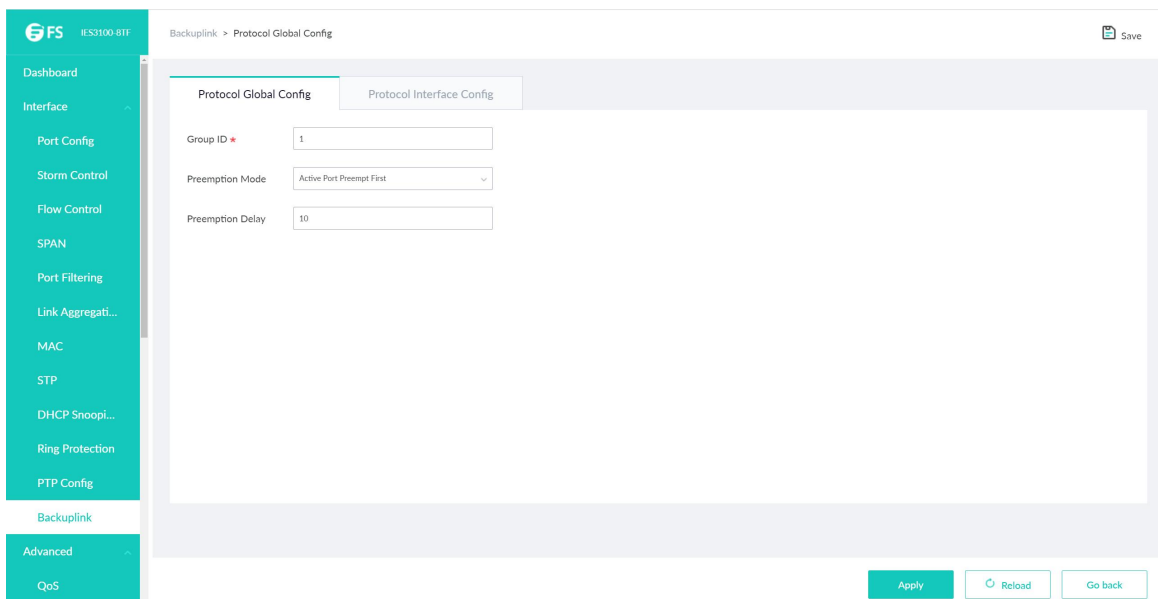 FS IES3100-8TF
Backuplink > Protocol Global Config
Save
Dashboard
Interface
Port Config
Storm Control
Flow Control
SPAN
Port Filtering
Link Aggregati...
MAC
STP
DHCP Snoopi...
Ring Protection
PTP Config
Backuplink
Advanced
QoS
Protocol Global Config
Protocol Interface Config
Group ID * 1
Preemption Mode Active Port Preempt First
Preemption Delay 10
Apply
Reload
Go back